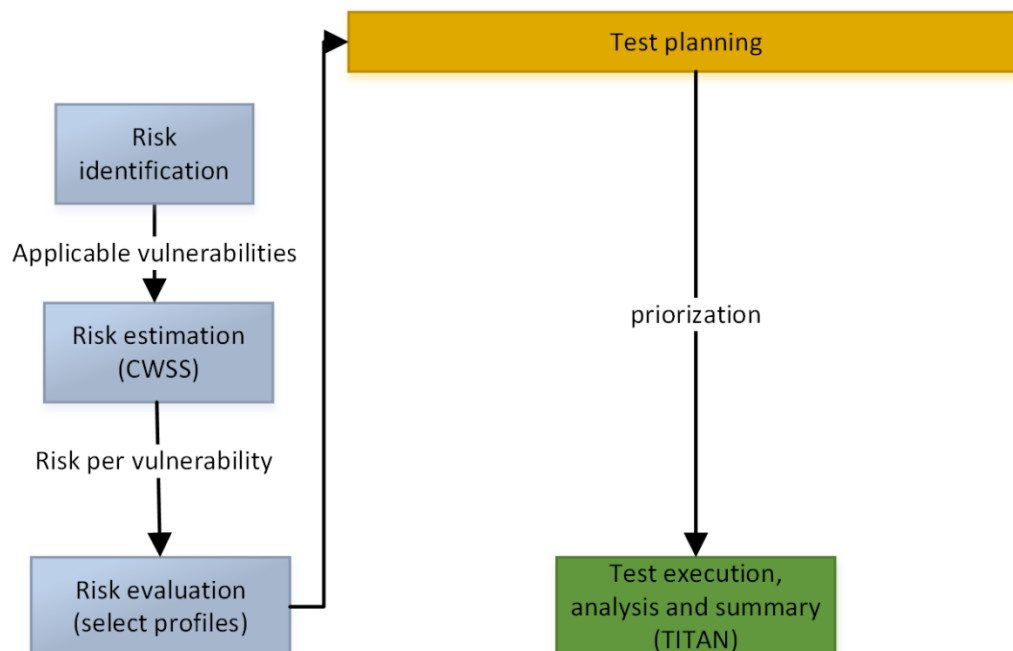 Test planning
Risk
identification
Applicable vulnerabilities
Risk estimation
(CWSS)
priorization
Risk per vulnerability
Risk evaluation
(select profiles)
Test execution,
analysis and summary
(TITAN)